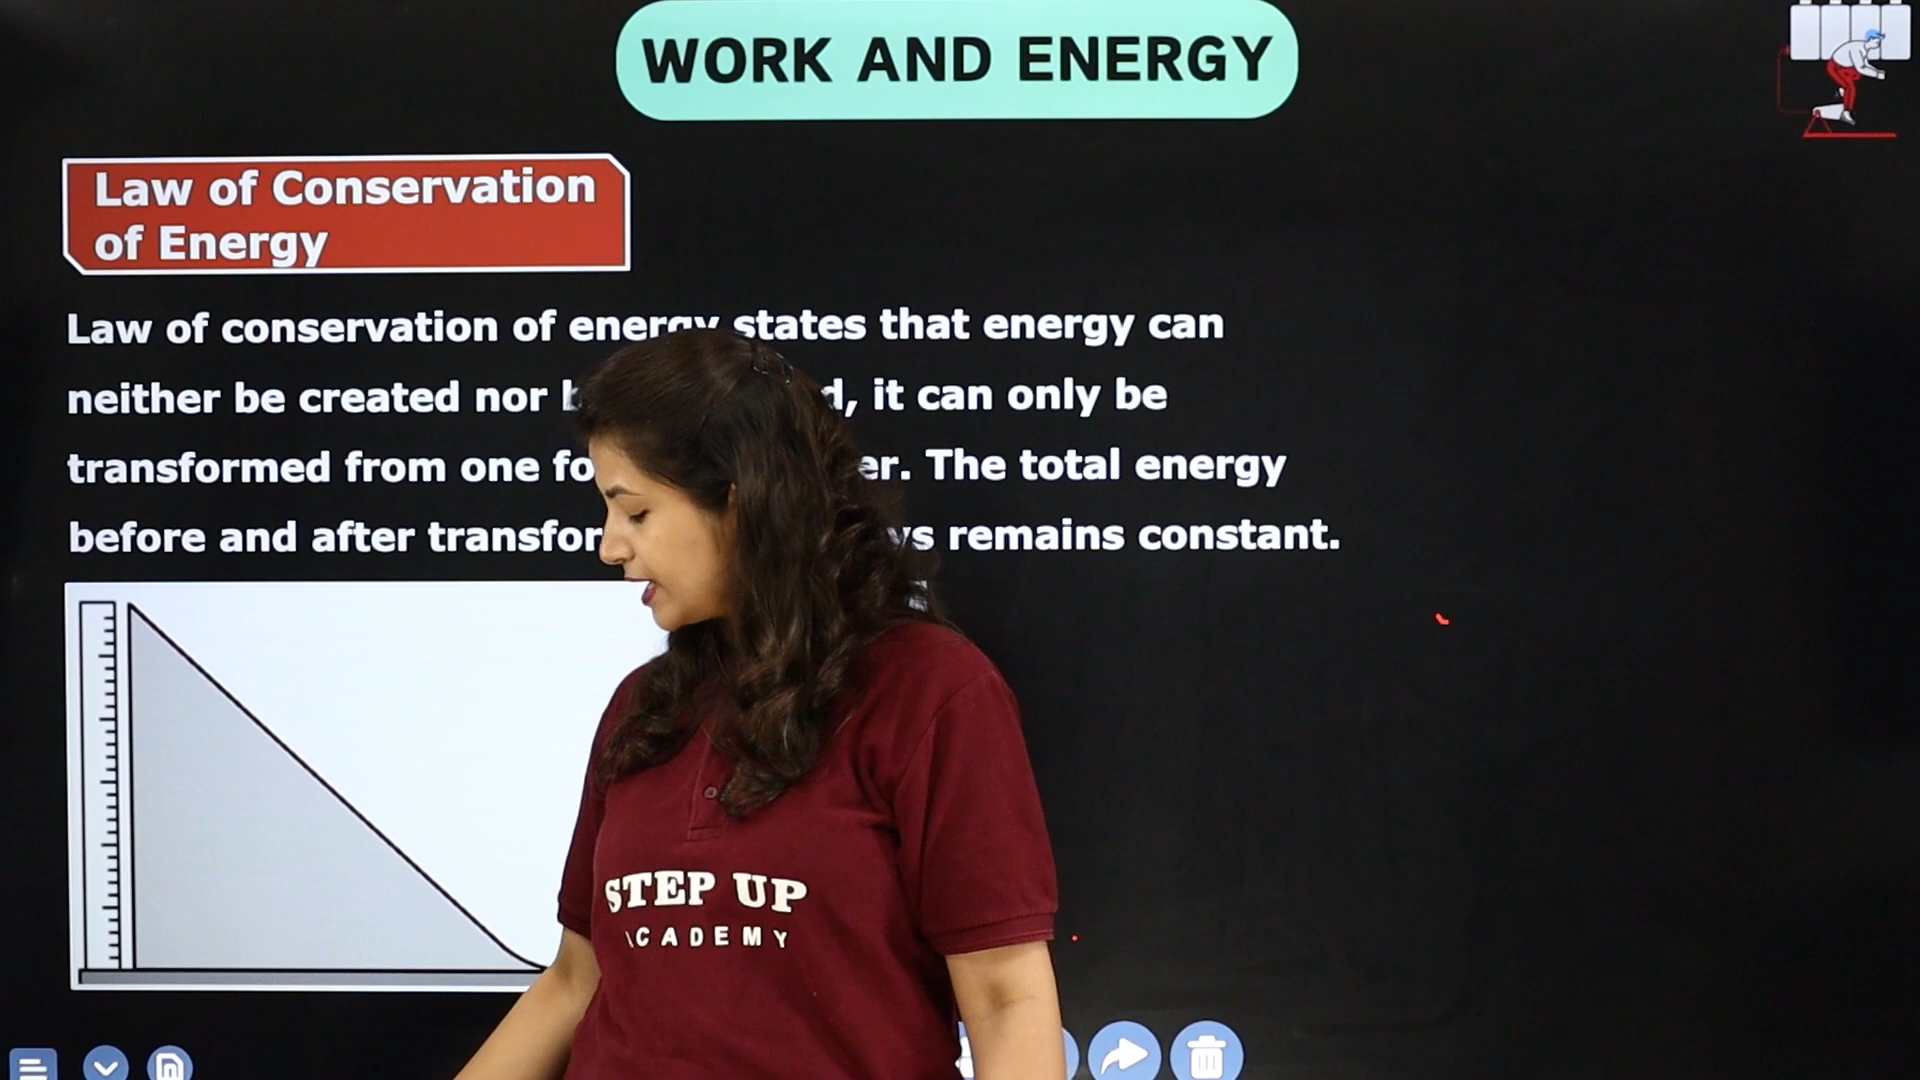 WORK AND ENERGY
Law of Conservation
of Energy
Law of conservation of energy states that energy can
neither be created nor d, it can only be
transformed from one fo er. The total energy
before and after transfor ys remains constant.
STEP UP
ACADEMY